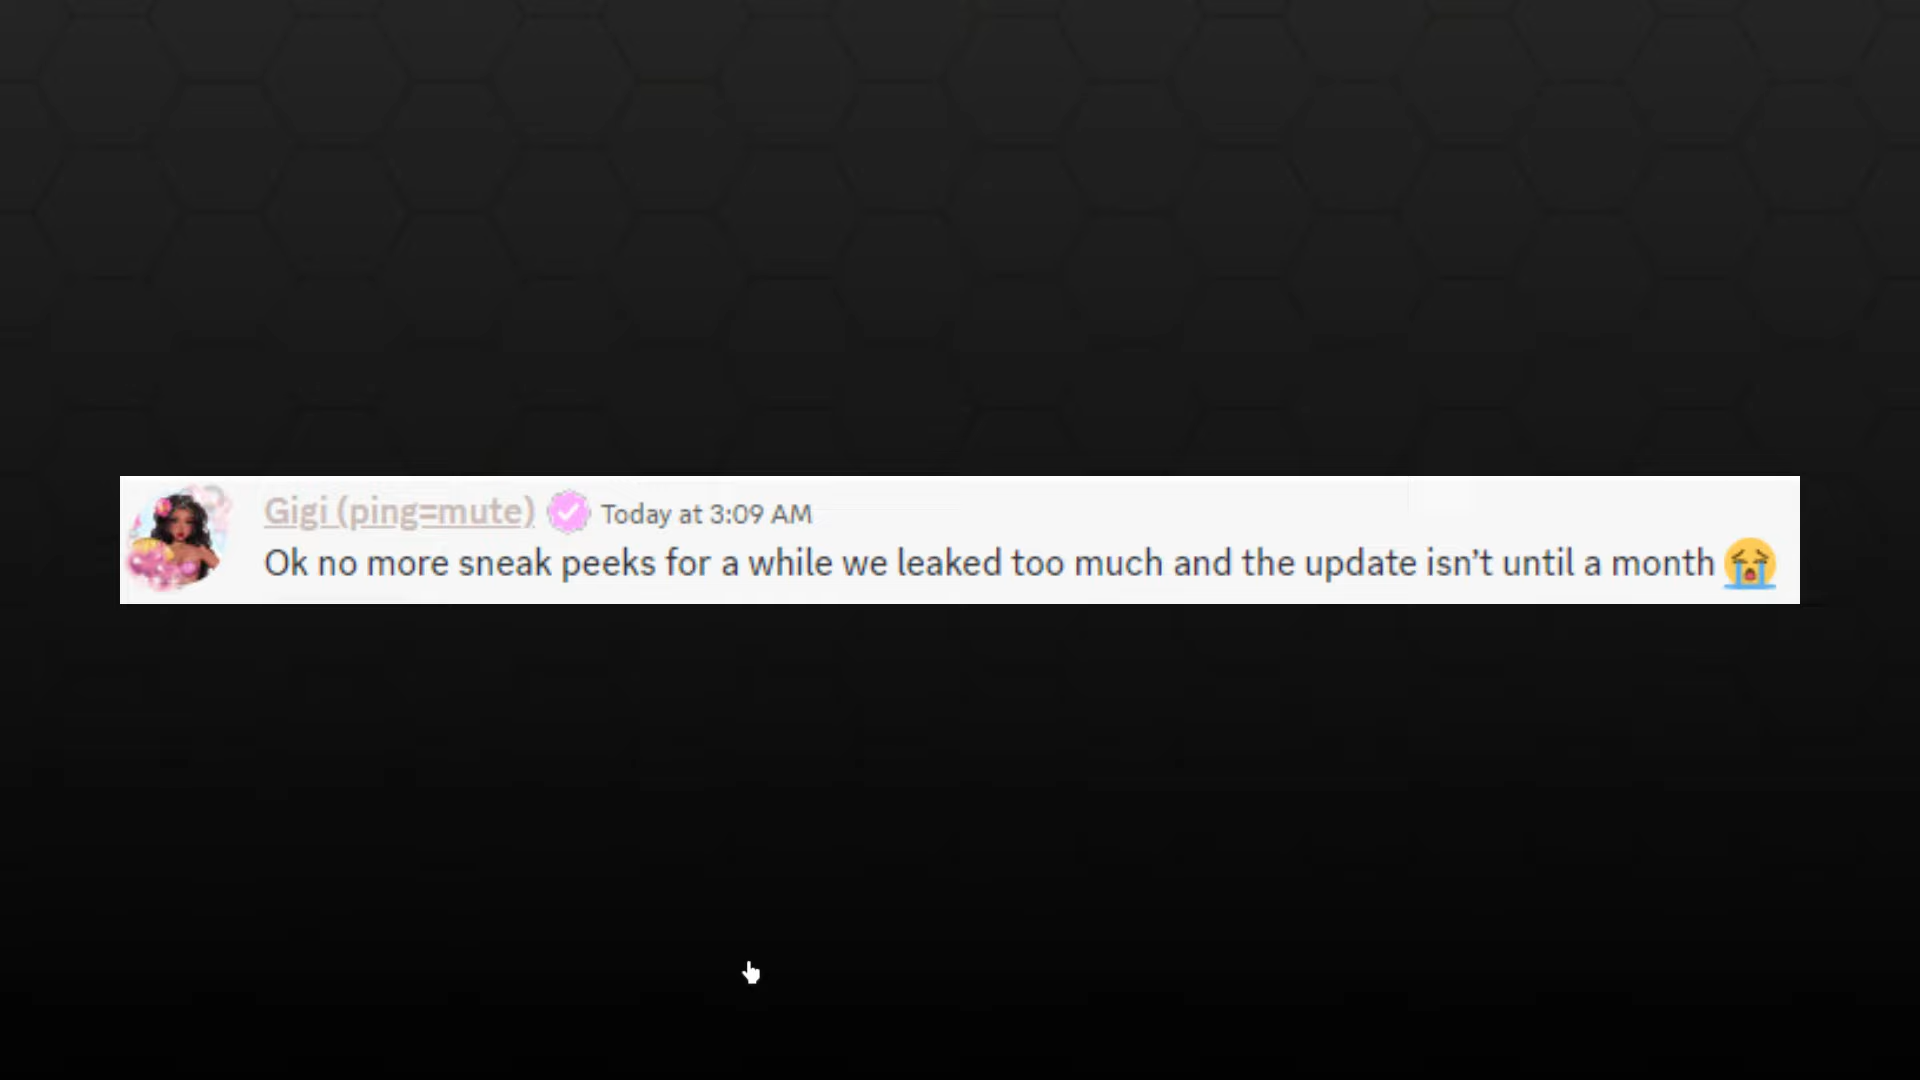 Gigi (ping=mute) Today at 3:09 AM
Ok no more sneak peeks for a while we leaked too much and the update isn’t until a month 😭